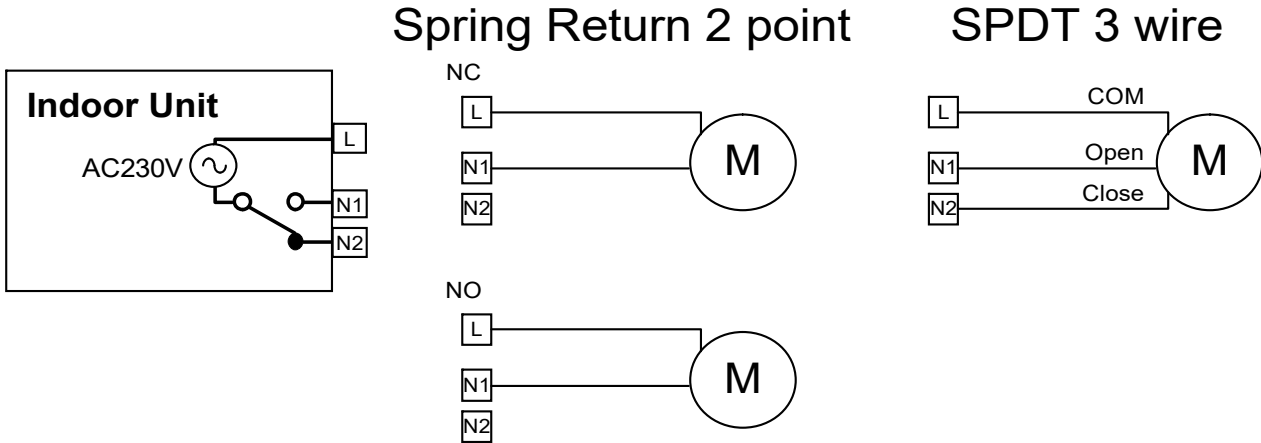 Spring Return 2 point
SPDT 3 wire
Indoor Unit
AC230V
L
N1
N2
NC
L
N1
N2
M
NO
L
N1
N2
M
L
N1
N2
COM
Open
Close
M